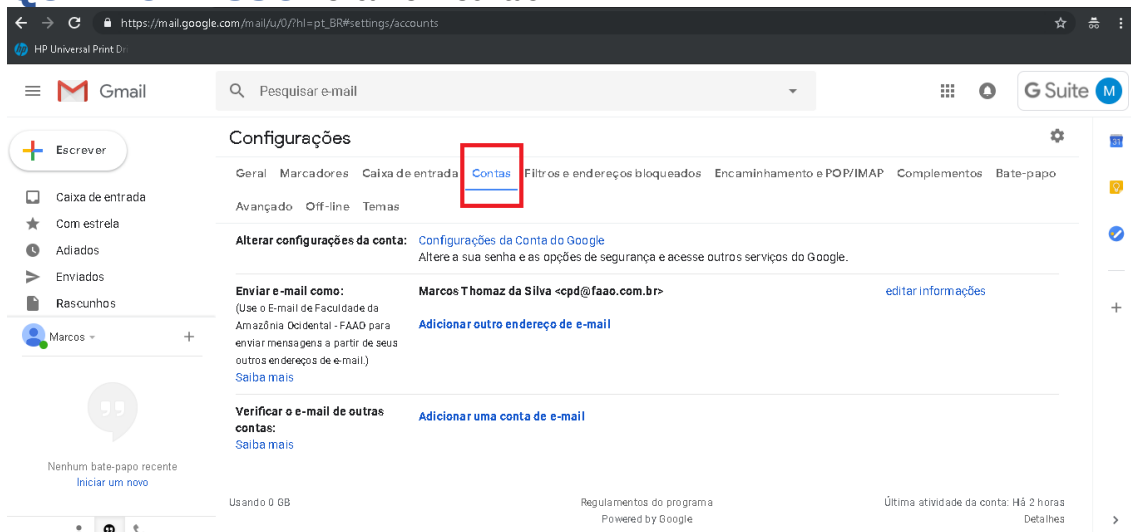 https://mail.google.com/mail/u/0/?hl=pt_BR#settings/accounts
HP Universal Print Dri
Gmail
Pesquisar e-mail
G Suite
M
Escrever
Caixa de entrada
Com estrela
Adiados
Enviados
Rascunhos
Marcos
Nenhum bate-papo recente
Iniciar um novo
Configurações
Geral Marcadores Caixa de entrada Contas Filtros e endereços bloqueados Encaminhamento e POP/IMAP Complementos Bate-papo
Avançado Off-line Temas
Alterar configurações da conta: Configurações da Conta do Google
Altere a sua senha e as opções de segurança e acesse outros serviços do Google.
Enviar e-mail como: Marcos Thomaz da Silva <cpd@faao.com.br> editar informações
(Use o E-mail de Faculdade da
Amazônia Ocidental - FAAO para
enviar mensagens a partir de seus
outros endereços de e-mail.)
Adicionar outro endereço de e-mail
Saiba mais
Verificar o e-mail de outras
contas:
Adicionar uma conta de e-mail
Saiba mais
Usando 0 GB
Regulamentos do programa
Powered by Google
Última atividade da conta: Há 2 horas
Detalhes
31